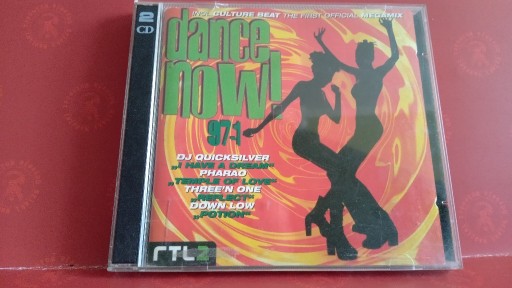 2
CD
CULTURE BEAT THE FIRST OFFICIAL MEGAMIX
dance
now!
97:1
DJ QUICKSILVER
„I HAVE A DREAM“
PHARAO
„TEMPLE OF LOVE“
THREE'N ONE
„REFLECT“
DOWN LOW
„POTION“
RTL2